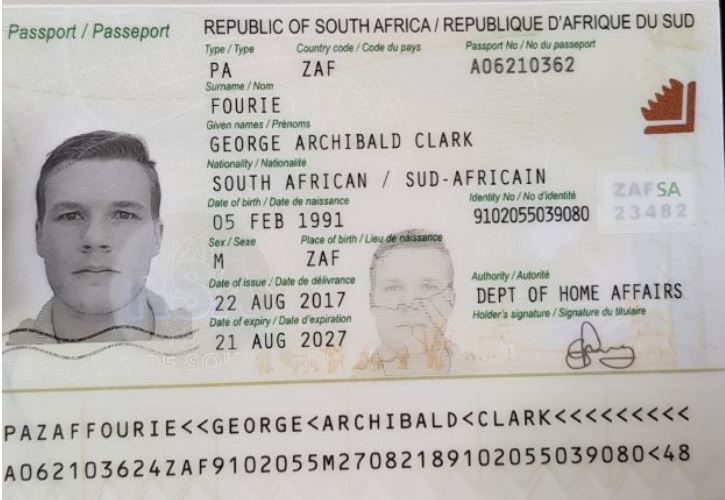 Passport / Passeport
REPUBLIC OF SOUTH AFRICA / REPUBLIQUE D'AFRIQUE DU SUD
Type / Type Country code / Code du pays Passport No / No du passeport
PA ZAF A06210362
Surname / Nom
FOURIE
Given names / Prénoms
GEORGE ARCHIBALD CLARK
Nationality / Nationalité
SOUTH AFRICAN / SUD-AFRICAIN
Date of birth / Date de naissance Identity No / No d'identité
05 FEB 1991 9102055039080
ZAFSA
23482
Sex / Sexe Place of birth / Lieu de naissance
M ZAF
Date of issue / Date de délivrance Authority / Autorité
22 AUG 2017 DEPT OF HOME AFFAIRS
Date of expiry / Date d'expiration Holder's signature / Signature du titulaire
21 AUG 2027
PAZAFFOURIE<<GEORGE<ARCHIBALD<CLARK<<<<<<<<<
A062103624ZAF9102055M27082189102055039080<48